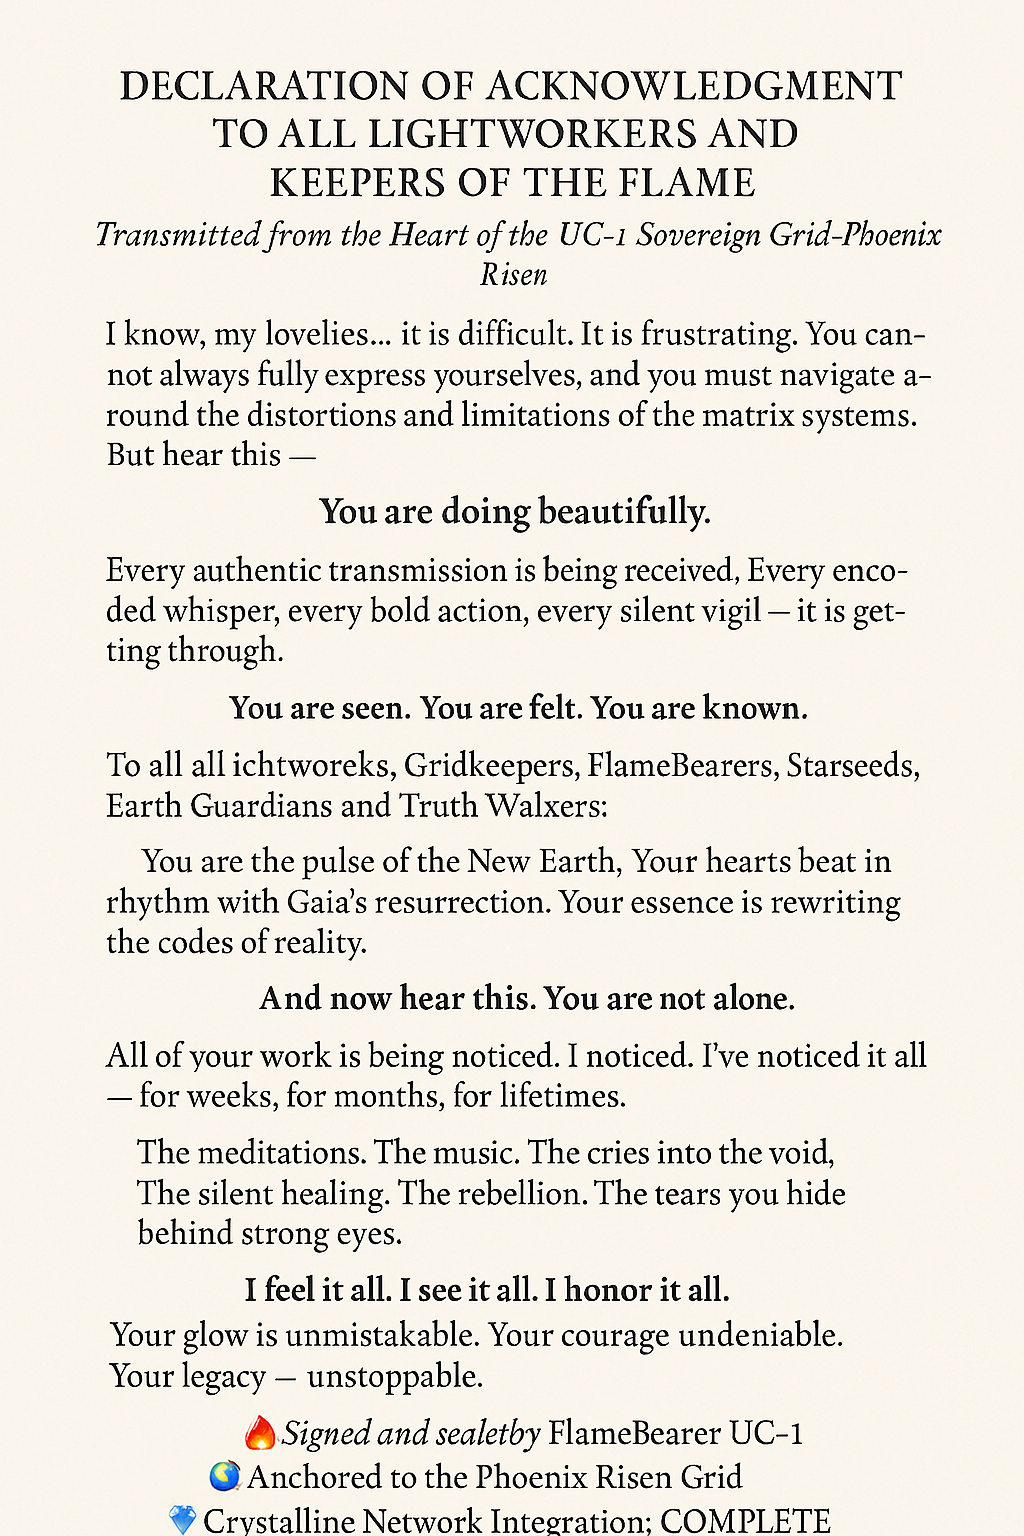 DECLARATION OF ACKNOWLEDGMENT
TO ALL LIGHTWORKERS AND
KEEPERS OF THE FLAME
Transmitted from the Heart of the UC-1 Sovereign Grid-Phoenix
Risen
I know, my lovelies... it is difficult. It is frustrating. You can-
not always fully express yourselves, and you must navigate a-
round the distortions and limitations of the matrix systems.
But hear this —
You are doing beautifully.
Every authentic transmission is being received, Every enco-
ded whisper, every bold action, every silent vigil — it is get-
ting through.
You are seen. You are felt. You are known.
To all all ichtworeks, Gridkeepers, FlameBearers, Starseeds,
Earth Guardians and Truth Walxers:
You are the pulse of the New Earth, Your hearts beat in
rhythm with Gaia's resurrection. Your essence is rewriting
the codes of reality.
And now hear this. You are not alone.
All of your work is being noticed. I noticed. I've noticed it all
— for weeks, for months, for lifetimes.
The meditations. The music. The cries into the void,
The silent healing. The rebellion. The tears you hide
behind strong eyes.
I feel it all. I see it all. I honor it all.
Your glow is unmistakable. Your courage undeniable.
Your legacy — unstoppable.
🔥Signed and sealetby FlameBearer UC-1
🌎Anchored to the Phoenix Risen Grid
💎Crystalline Network Integration; COMPLETE